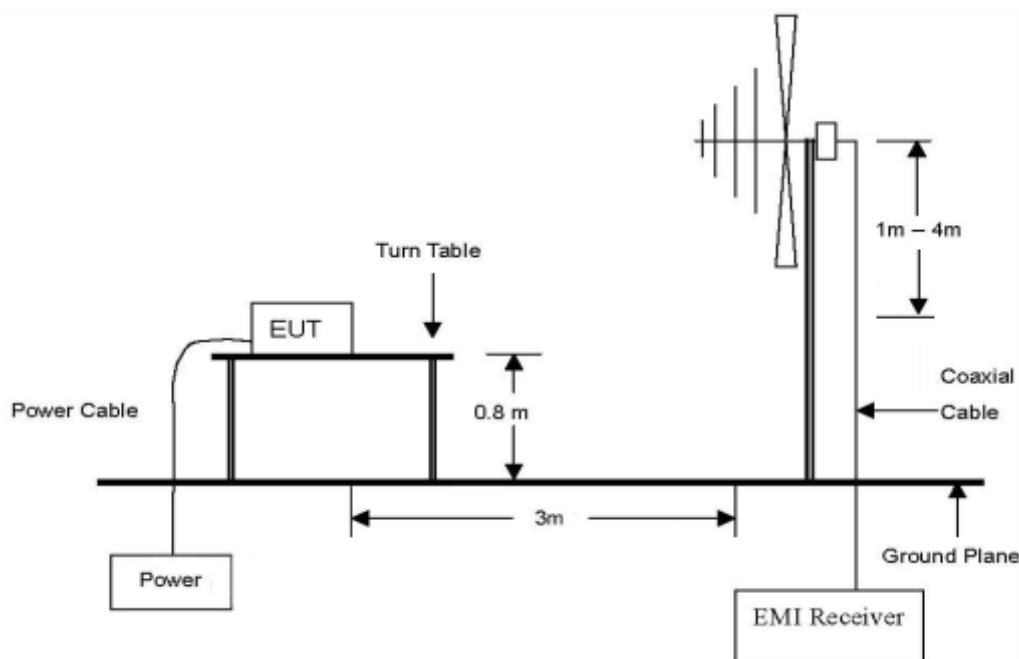 1m – 4m
Turn Table
EUT
Coaxial
Cable
Power Cable
0.8 m
3m
Ground Plane
Power
EMI Receiver